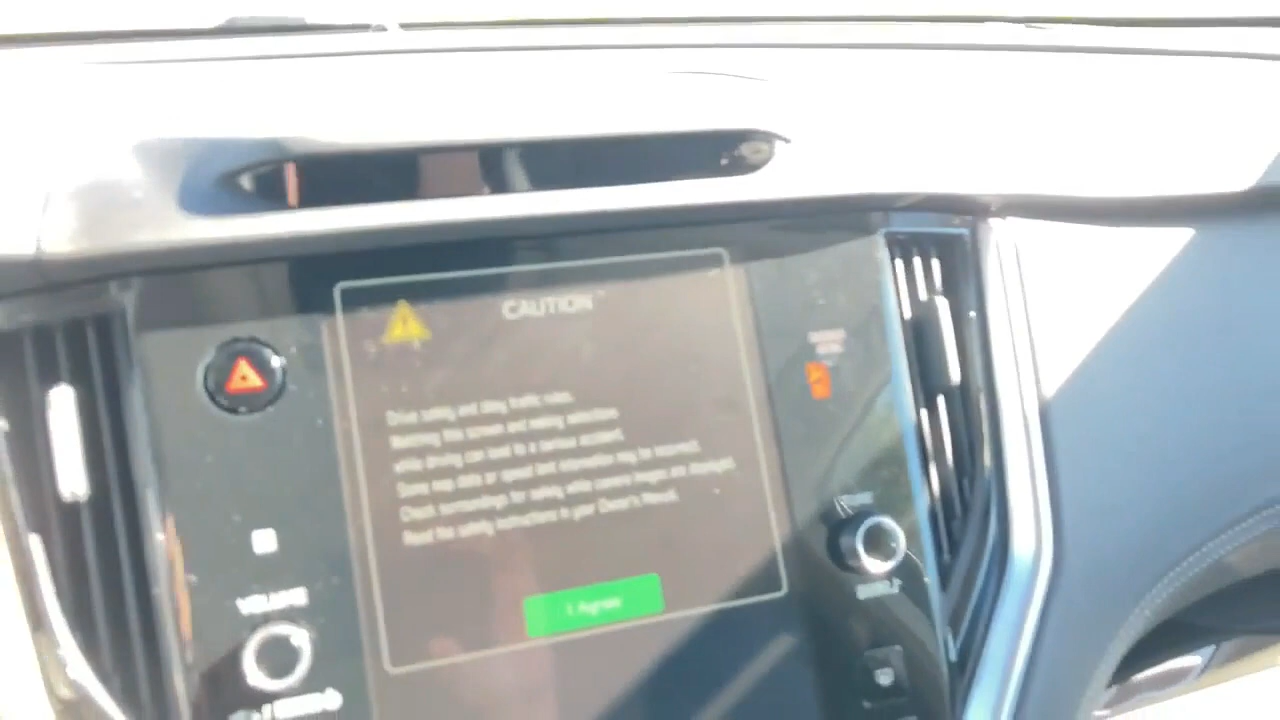 CAUTION
Drive safely and obey traffic rules.
Watching this screen and making selections
while driving can lead to a serious accident.
Some map data or speed limit information may be incorrect.
Check surroundings for safety while camera images are displayed.
Read the safety instructions in your Owner's Manual.
I Agree
VOLUME